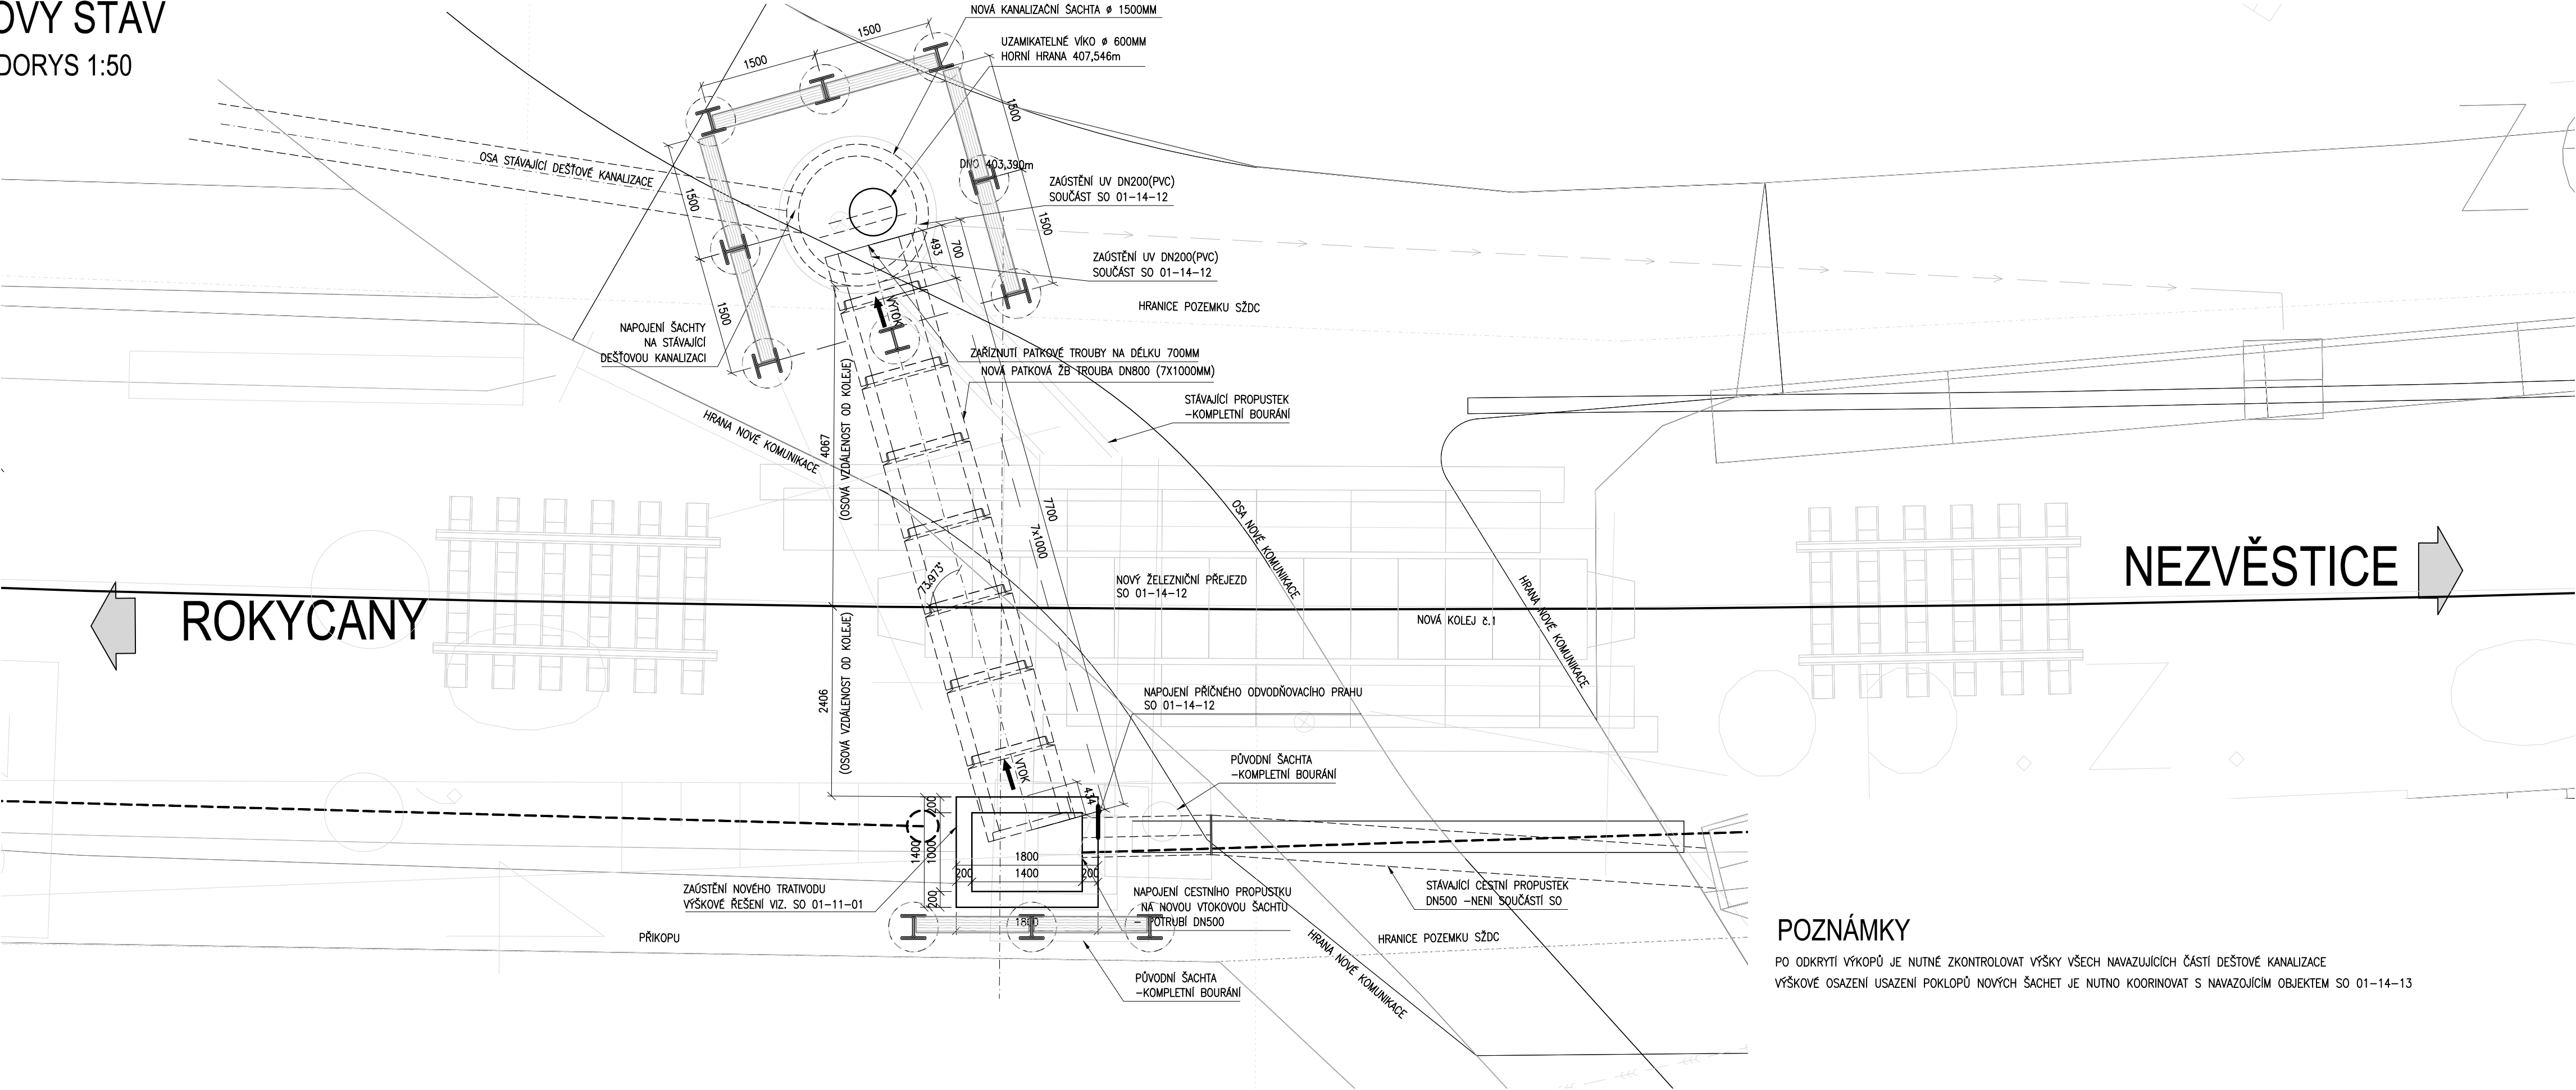 OVÝ STAV
DORYS 1:50
NOVÁ KANALIZAČNÍ ŠACHTA ø 1500MM
UZAMIKATELNÉ VÍKO ø 600MM
HORNÍ HRANA 407,546m
1500
1500
1500
1500
1500
1500
DNO 403,390m
OSA STÁVAJÍCÍ DEŠŤOVÉ KANALIZACE
ZAÚSTĚNÍ UV DN200(PVC)
SOUČÁST SO 01-14-12
493
700
ZAÚSTĚNÍ UV DN200(PVC)
SOUČÁST SO 01-14-12
HRANICE POZEMKU SŽDC
VÝTOK
NAPOJENÍ ŠACHTY
NA STÁVAJÍCÍ
DEŠŤOVOU KANALIZACI
ZAŘÍZNUTÍ PATKOVÉ TROUBY NA DÉLKU 700MM
NOVÁ PATKOVÁ ŽB TROUBA DN800 (7X1000MM)
STÁVAJÍCÍ PROPUSTEK
-KOMPLETNÍ BOURÁNÍ
HRANA NOVÉ KOMUNIKACE
4067
(OSOVÁ VZDÁLENOST OD KOLEJE)
7700
7x1000
OSA NOVÉ KOMUNIKACE
73,973°
NOVÝ ŽELEZNIČNÍ PŘEJEZD
SO 01-14-12
NEZVĚSTICE
ROKYCANY
NOVÁ KOLEJ č.1
HRANA NOVÉ KOMUNIKACE
2406
(OSOVÁ VZDÁLENOST OD KOLEJE)
NAPOJENÍ PŘÍČNÉHO ODVODŇOVACÍHO PRAHU
SO 01-14-12
PŮVODNÍ ŠACHTA
-KOMPLETNÍ BOURÁNÍ
VTOK
434
200
1400
1000
200
1800
200
1400
200
1800
ZAÚSTĚNÍ NOVÉHO TRATIVODU
VÝŠKOVÉ ŘEŠENÍ VIZ. SO 01-11-01
NAPOJENÍ CESTNÍHO PROPUSTKU
NA NOVOU VTOKOVOU ŠACHTU
- POTRUBÍ DN500
STÁVAJÍCÍ CESTNÍ PROPUSTEK
DN500 -NENI SOUČÁSTÍ SO
PŘIKOPU
HRANICE POZEMKU SŽDC
HRANA NOVÉ KOMUNIKACE
PŮVODNÍ ŠACHTA
-KOMPLETNÍ BOURÁNÍ
POZNÁMKY
PO ODKRYTÍ VÝKOPŮ JE NUTNÉ ZKONTROLOVAT VÝŠKY VŠECH NAVAZUJÍCÍCH ČÁSTÍ DEŠTOVÉ KANALIZACE
VÝŠKOVÉ OSAZENÍ USAZENÍ POKLOPŮ NOVÝCH ŠACHET JE NUTNO KOORINOVAT S NAVAZOJÍCÍM OBJEKTEM SO 01-14-13